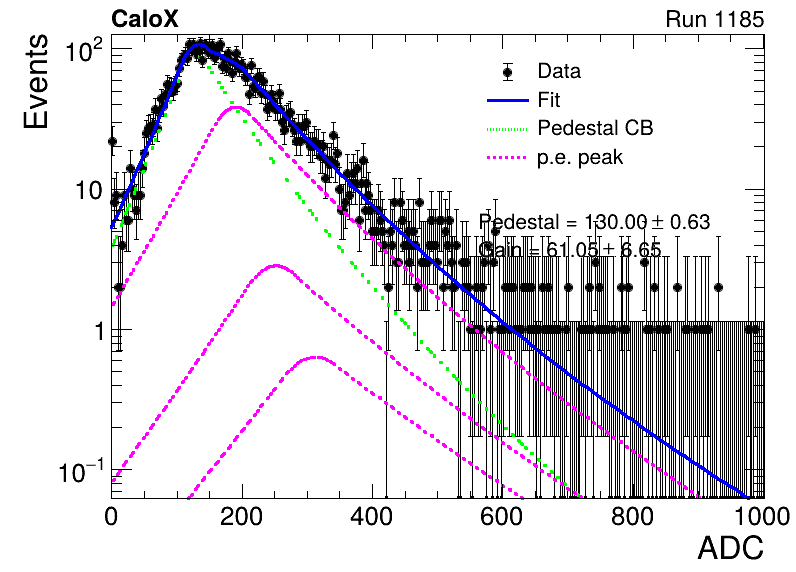 CaloX Run 1185
Events
10²
10
1
10⁻¹
Data
Fit
Pedestal CB
p.e. peak
Pedestal = 130.00 ± 0.63
Gain = 61.05 ± 6.65
0 200 400 600 800 1000
ADC